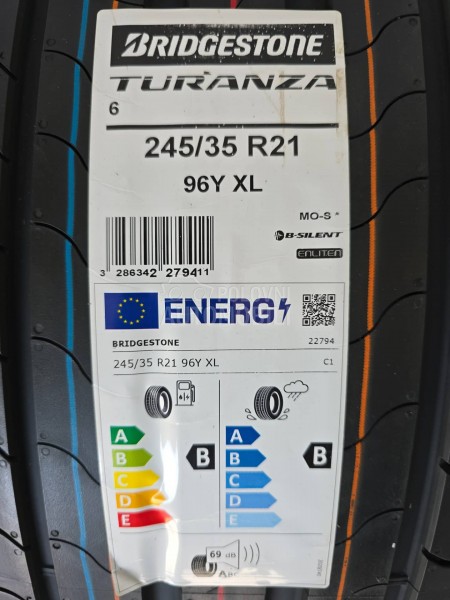 BRIDGESTONE
TURANZA
6
245/35 R21
96Y XL
MO-S *
B-SILENT
ENLITEN
3 286342 279411
ENERG
BRIDGESTONE 22794
245/35 R21 96Y XL C1
A
B
C
D
E
B
A
B
C
D
E
B
69 dB